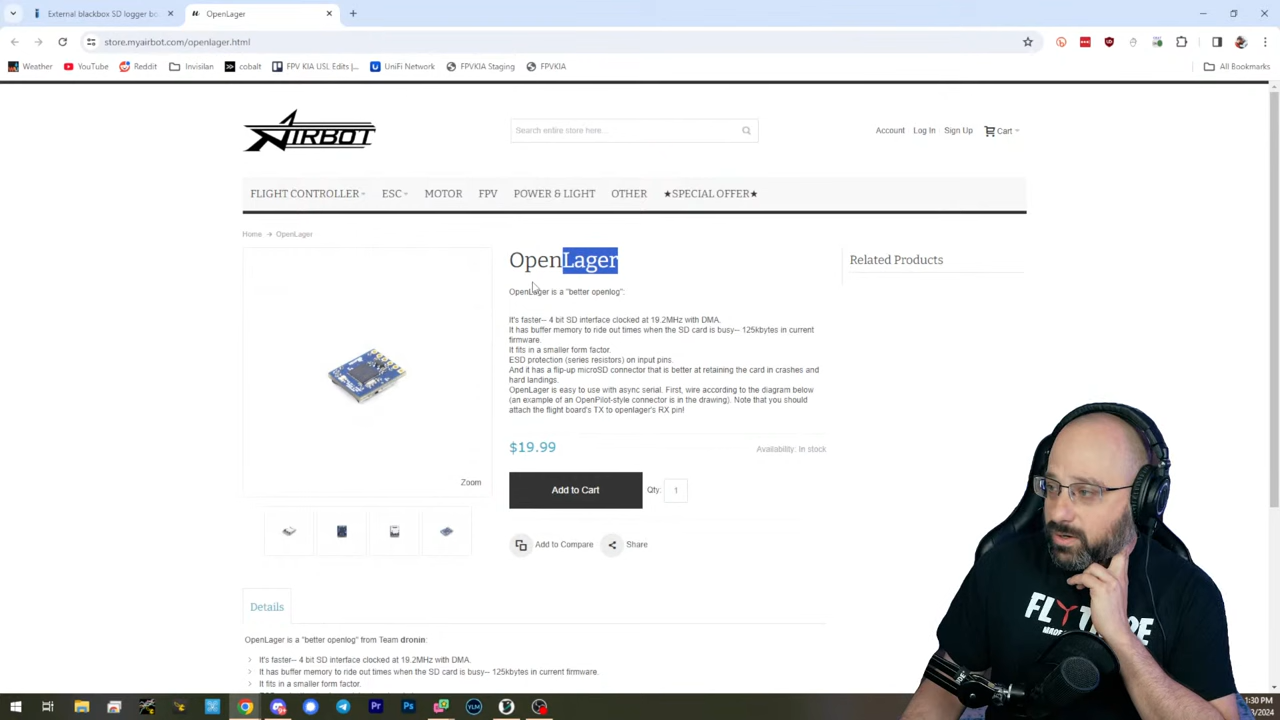 External blackbox SD logger bo
OpenLager
store.myairbot.com/openlager.html
Weather
YouTube
Reddit
Invisilan
cobalt
FPV KIA USL Edits |...
UniFi Network
FPVKIA Staging
FPVKIA
All Bookmarks
AIRBOT
Search entire store here...
Account
Log In
Sign Up
Cart
FLIGHT CONTROLLER
ESC
MOTOR
FPV
POWER & LIGHT
OTHER
★SPECIAL OFFER★
Home → OpenLager
OpenLager
Related Products
OpenLager is a "better openlog":
It's faster-- 4 bit SD interface clocked at 19.2MHz with DMA.
It has buffer memory to ride out times when the SD card is busy-- 125kbytes in current
firmware.
It fits in a smaller form factor.
ESD protection (series resistors) on input pins.
And it has a flip-up microSD connector that is better at retaining the card in crashes and
hard landings.
OpenLager is easy to use with async serial. First, wire according to the diagram below
(an example of an OpenPilot-style connector is in the drawing). Note that you should
attach the flight board's TX to openlager's RX pin!
$19.99
Availability: In stock
Zoom
Add to Cart
Qty:
1
Add to Compare
Share
Details
OpenLager is a "better openlog" from Team dronin:
It's faster-- 4 bit SD interface clocked at 19.2MHz with DMA.
It has buffer memory to ride out times when the SD card is busy-- 125kbytes in current firmware.
It fits in a smaller form factor.
1:30 PM
/2024